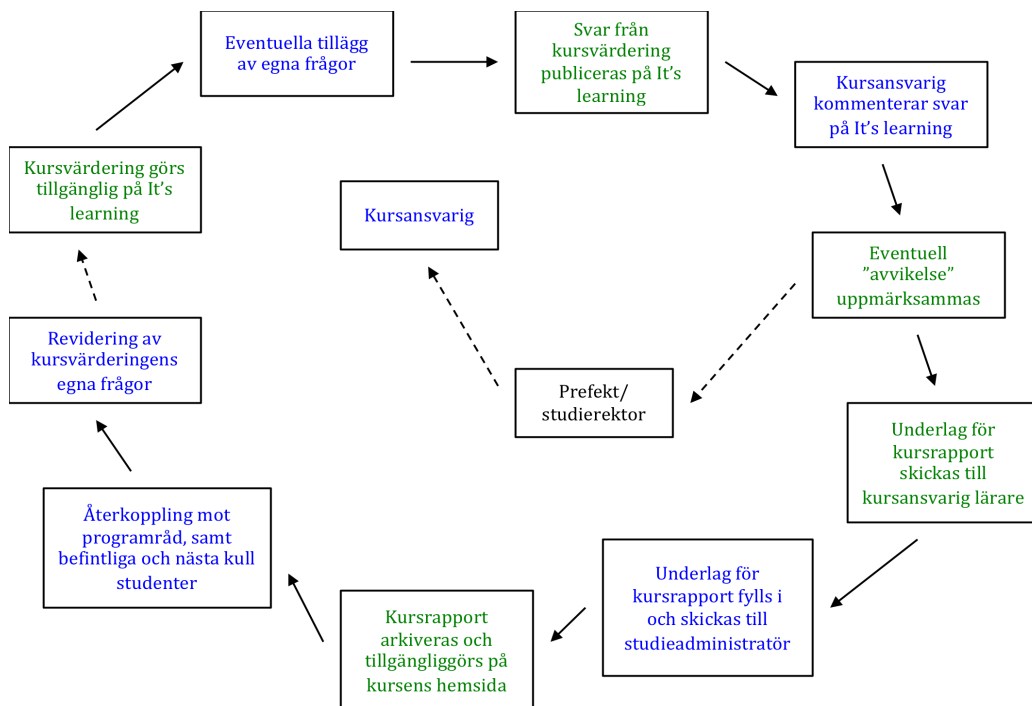 Eventuella tillägg
av egna frågor
Svar från
kursvärdering
publiceras på It’s
learning
Kursansvarig
kommenterar svar
på It’s learning
Kursvärdering görs
tillgänglig på It’s
learning
Kursansvarig
Eventuell
”avvikelse”
uppmärksammas
Revidering av
kursvärderingens
egna frågor
Prefekt/
studierektor
Underlag för
kursrapport
skickas till
kursansvarig lärare
Återkoppling mot
programråd, samt
befintliga och nästa kull
studenter
Underlag för
kursrapport fylls i
och skickas till
studieadministratör
Kursrapport
arkiveras och
tillgängliggörs på
kursens hemsida